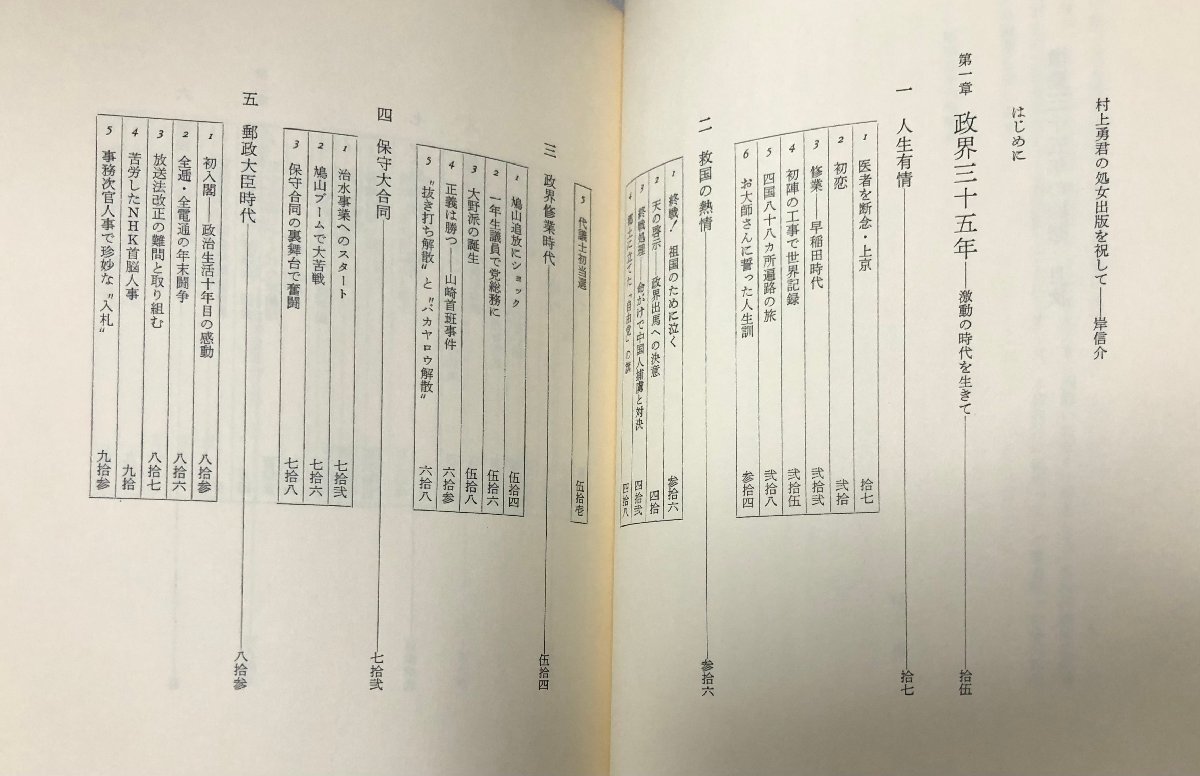 村上勇君の処女出版を祝して――岸信介
はじめに
第一章 政界三十五年――激動の時代を生きて――拾伍
一 人生有情――拾七
1 医者を断念・上京 拾七
2 初恋 弐拾
3 修業――早稲田時代 弐拾弐
4 初陣の工事で世界記録 弐拾伍
5 四国八十八カ所遍路の旅 弐拾八
6 お大師さんに誓った人生訓 参拾四
二 救国の熱情――参拾六
1 終戦! 祖国のために泣く 参拾六
2 天の啓示――政界出馬への決意 四拾
3 終戦処理――命がけで中国人捕虜と対決 四拾弐
4 郷土に立てた「自由党」の 四拾八
5 代議士初当選 伍拾壱
三 政界修業時代――伍拾四
1 鳩山追放にショック 伍拾四
2 一年生議員で党総務に 伍拾六
3 大野派の誕生 伍拾八
4 正義は勝つ――山崎首班事件 六拾参
5 〝抜き打ち解散〟と〝バカヤロウ解散〟 六拾八
四 保守大合同――七拾弐
1 治水事業へのスタート 七拾弐
2 鳩山ブームで大苦戦 七拾六
3 保守合同の裏舞台で奮闘 七拾八
五 郵政大臣時代――八拾参
1 初入閣――政治生活十年目の感動 八拾参
2 全逓・全電通の年末闘争 八拾六
3 放送法改正の難問と取り組む 八拾七
4 苦労したNHK首脳人事 九拾
5 事務次官人事で珍妙な〝入札〟 九拾参